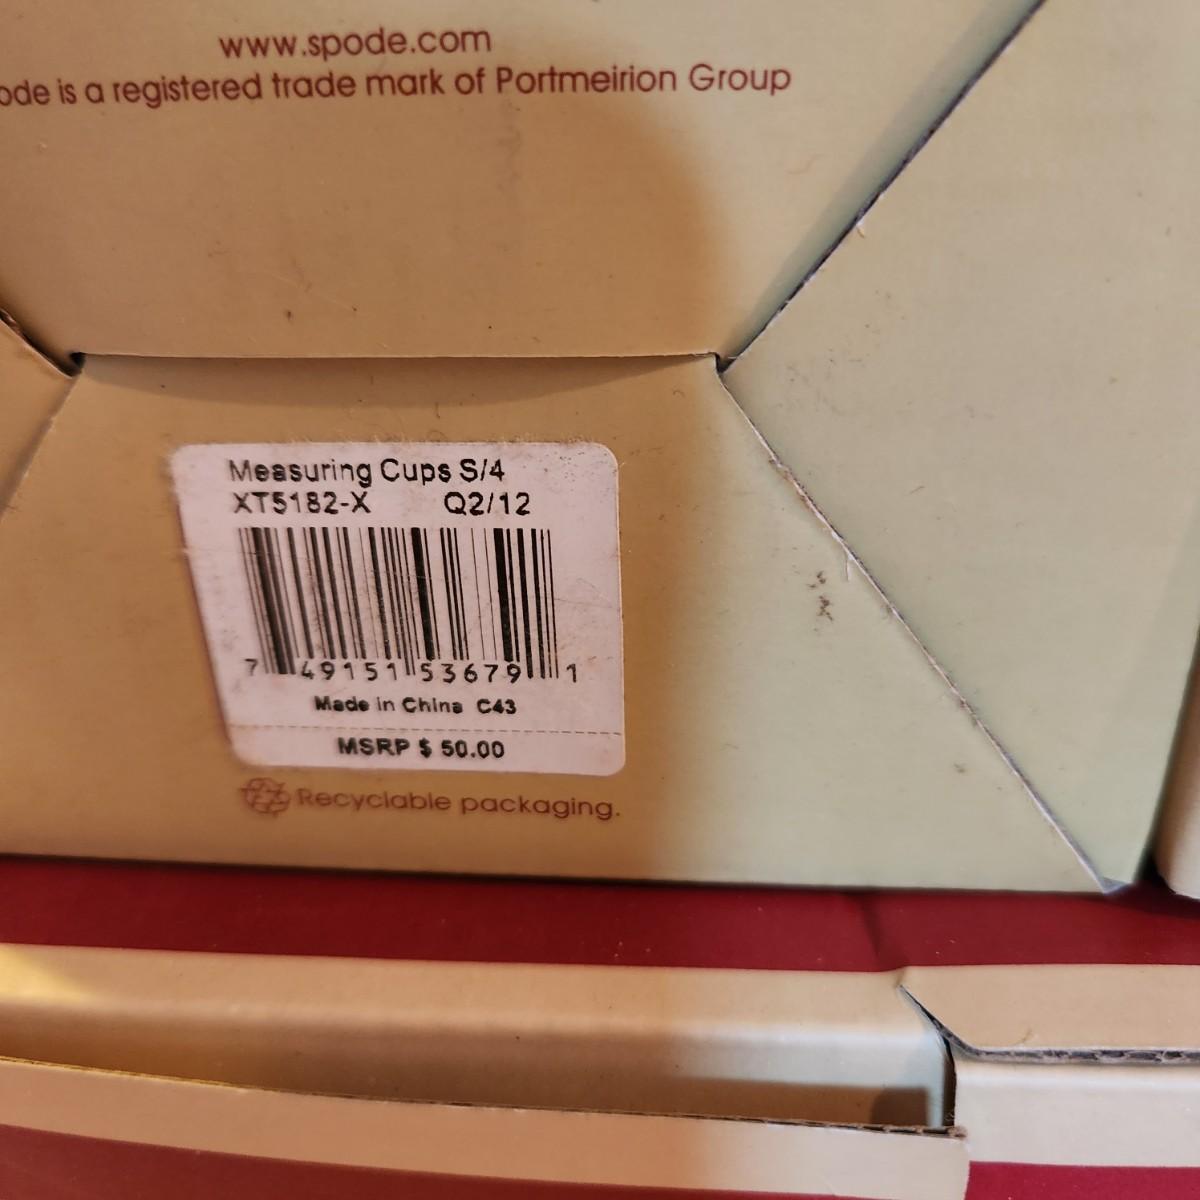 www.spode.com
ode is a registered trade mark of Portmeirion Group
Measuring Cups S/4
XT5182-X Q2/12
7 49151 53679 1
Made in China C43
MSRP $ 50.00
Recyclable packaging.